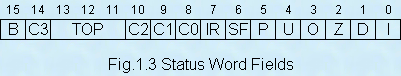 15 14 13 12 11 10 9 8 7 6 5 4 3 2 1 0
B C3 TOP C2 C1 C0 IR SF P U O Z D I
Fig.1.3 Status Word Fields